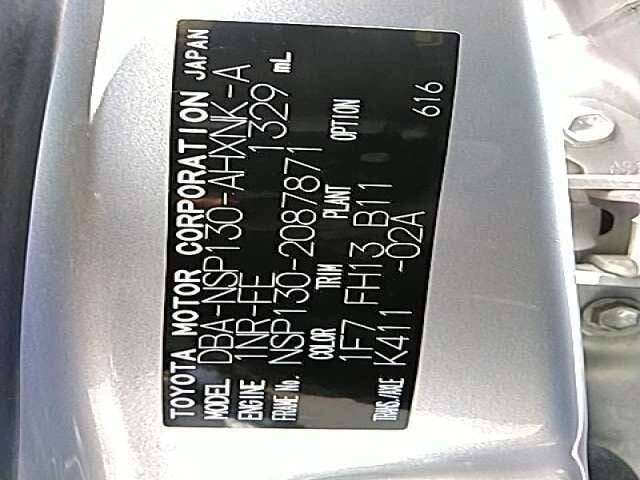 TOYOTA MOTOR CORPORATION JAPAN
MODEL DBA-NSP130-AHXNK-A
ENGINE 1NR-FE 1329 mL
FRAME No. NSP130-2087871
COLOR TRIM PLANT OPTION
1F7 FH13 B11
TRANS./AXLE K411 -02A 616